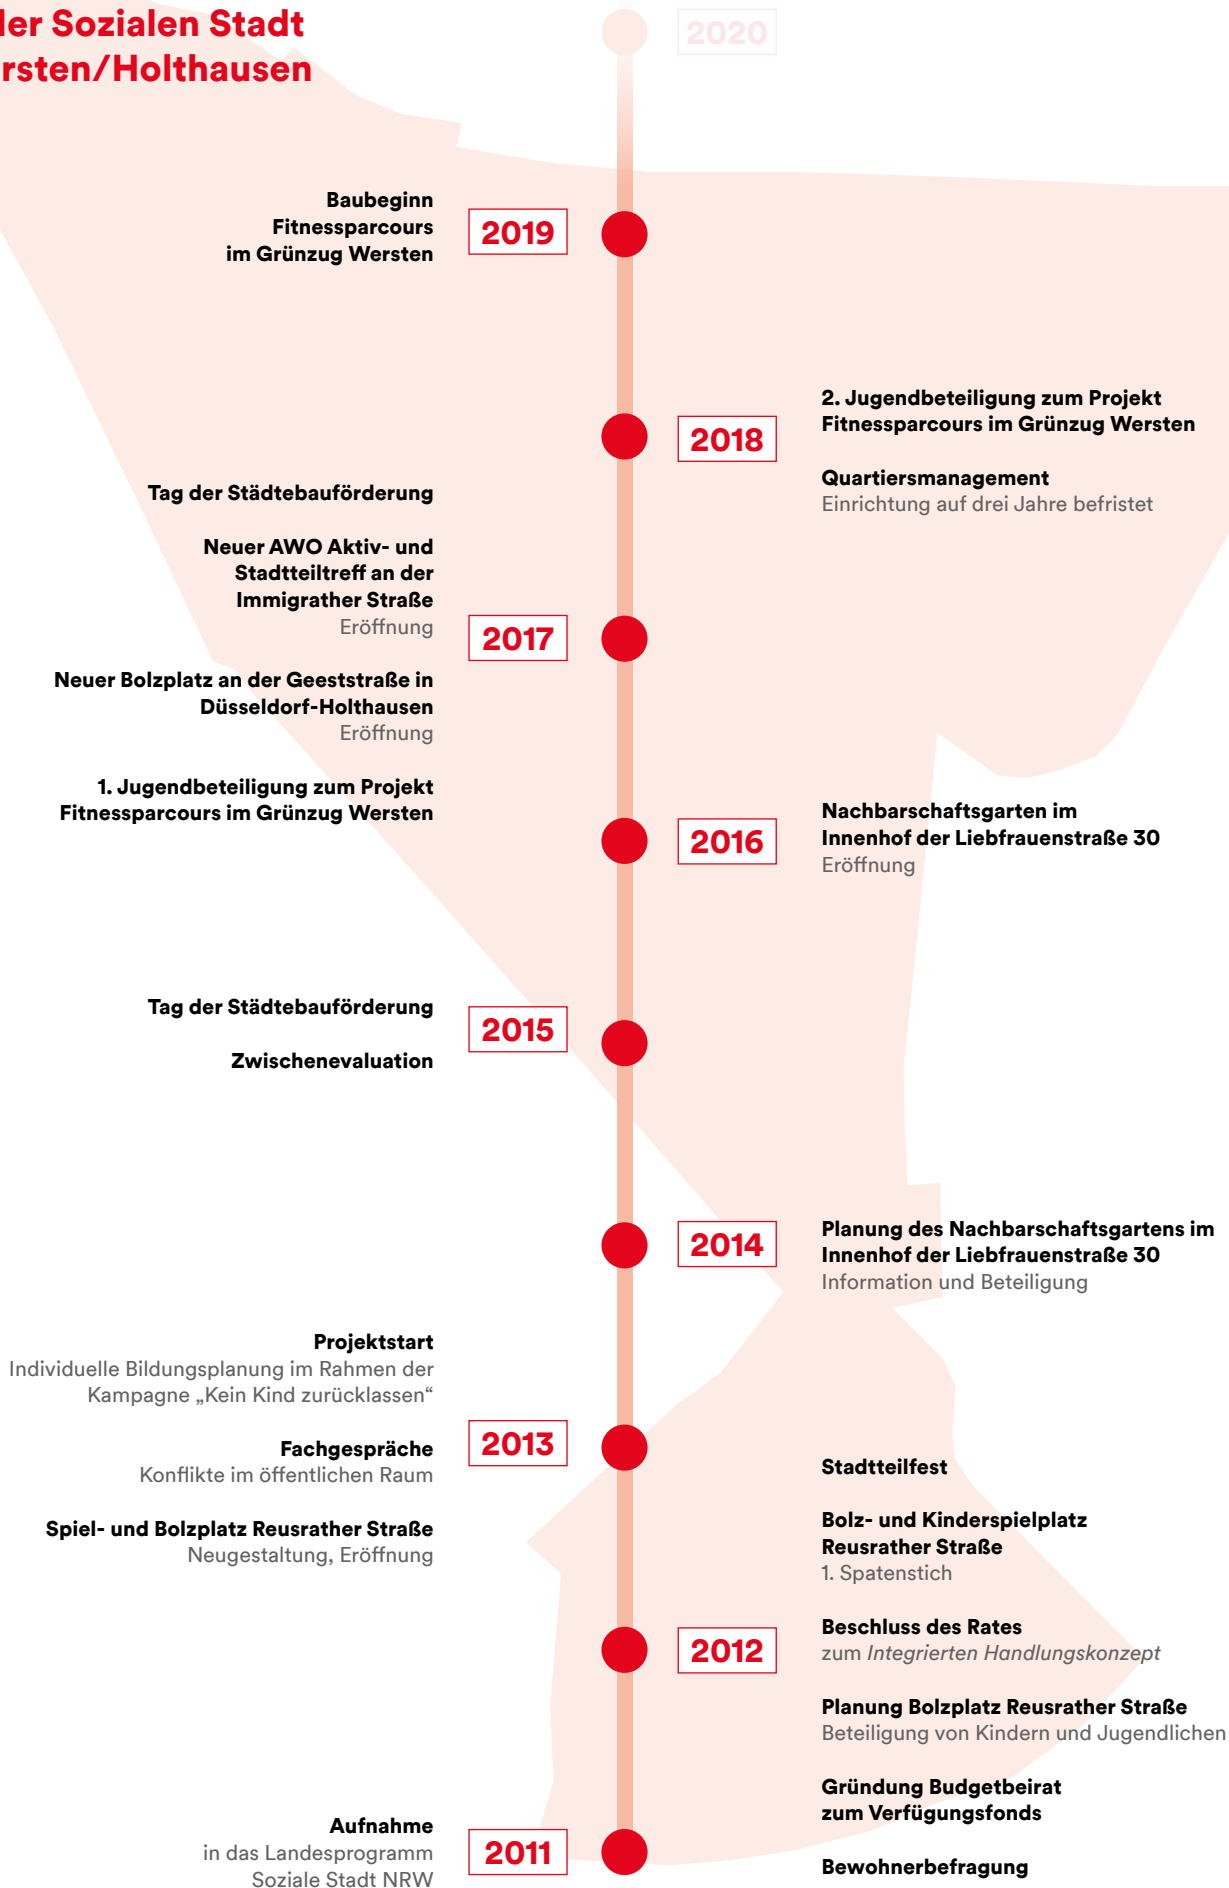 der Sozialen Stadt
rsten/Holthausen
2020
Baubeginn
Fitnessparcours
im Grünzug Wersten
2019
2018
2. Jugendbeteiligung zum Projekt
Fitnessparcours im Grünzug Wersten
Quartiersmanagement
Einrichtung auf drei Jahre befristet
Tag der Städtebauförderung
Neuer AWO Aktiv- und
Stadtteiltreff an der
Immigrather Straße
Eröffnung
Neuer Bolzplatz an der Geeststraße in
Düsseldorf-Holthausen
Eröffnung
1. Jugendbeteiligung zum Projekt
Fitnessparcours im Grünzug Wersten
2017
2016
Nachbarschaftsgarten im
Innenhof der Liebfrauenstraße 30
Eröffnung
Tag der Städtebauförderung
Zwischenevaluation
2015
2014
Planung des Nachbarschaftsgartens im
Innenhof der Liebfrauenstraße 30
Information und Beteiligung
Projektstart
Individuelle Bildungsplanung im Rahmen der
Kampagne „Kein Kind zurücklassen“
Fachgespräche
Konflikte im öffentlichen Raum
Spiel- und Bolzplatz Reusrather Straße
Neugestaltung, Eröffnung
2013
2012
Stadtteilfest
Bolz- und Kinderspielplatz
Reusrather Straße
1. Spatenstich
Beschluss des Rates
zum Integrierten Handlungskonzept
Planung Bolzplatz Reusrather Straße
Beteiligung von Kindern und Jugendlichen
Gründung Budgetbeirat
zum Verfügungsfonds
Bewohnerbefragung
Aufnahme
in das Landesprogramm
Soziale Stadt NRW
2011